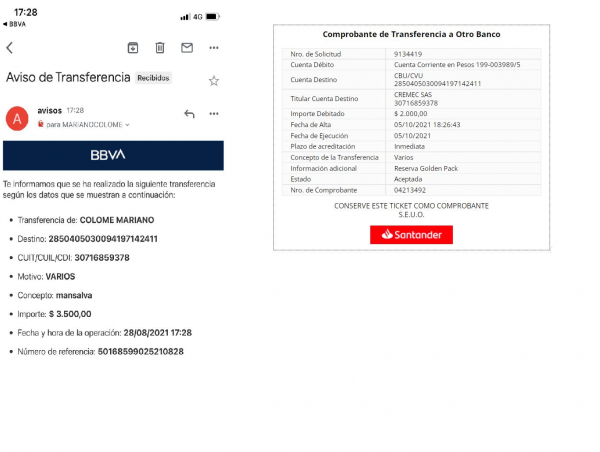 17:28
4G
BBVA
Aviso de Transferencia Recibidos
A
avisos 17:28
para MARIANOCOLOME
BBVA
Te informamos que se ha realizado la siguiente transferencia
según los datos que se muestran a continuación:
• Transferencia de: COLOME MARIANO
• Destino: 2850405030094197142411
• CUIT/CUIL/CDI: 30716859378
• Motivo: VARIOS
• Concepto: mansalva
• Importe: $ 3.500,00
• Fecha y hora de la operación: 28/08/2021 17:28
• Número de referencia: 50168599025210828
Comprobante de Transferencia a Otro Banco
Nro. de Solicitud 9134419
Cuenta Débito Cuenta Corriente en Pesos 199-003989/5
Cuenta Destino CBU/CVU
2850405030094197142411
Titular Cuenta Destino CREMEC SAS
30716859378
Importe Debitado $ 2.000,00
Fecha de Alta 05/10/2021 18:26:43
Fecha de Ejecución 05/10/2021
Plazo de acreditación Inmediata
Concepto de la Transferencia Varios
Información adicional Reserva Golden Pack
Estado Aceptada
Nro. de Comprobante 04213492
CONSERVE ESTE TICKET COMO COMPROBANTE
S.E.U.O.
Santander